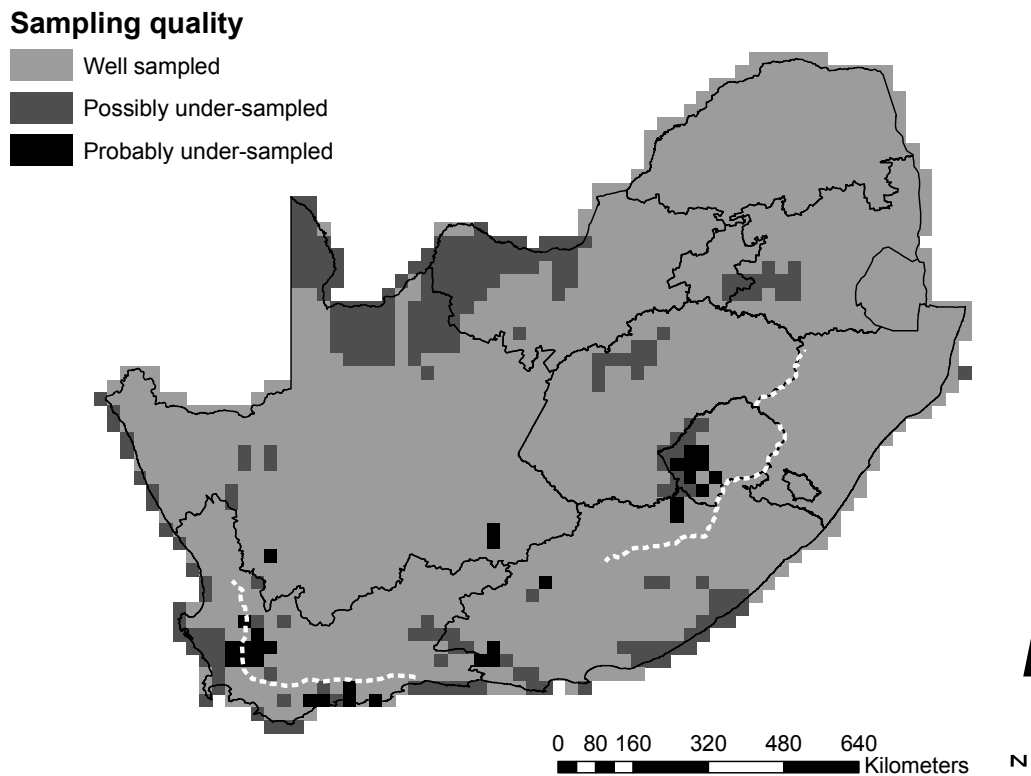 Sampling quality
Well sampled
Possibly under-sampled
Probably under-sampled
0 80 160 320 480 640
Kilometers
N